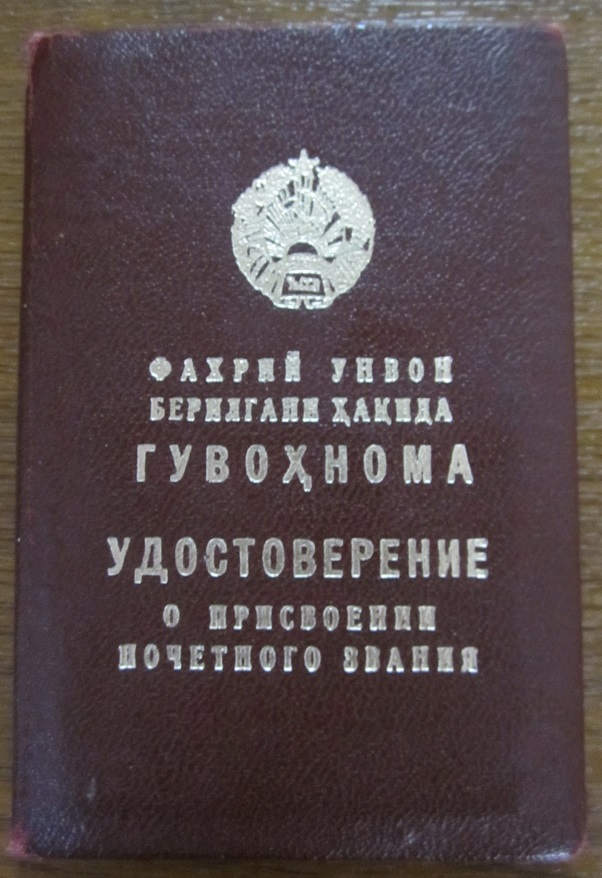 ФАХРИЙ УНВОН
БЕРИЛГАНИ ҲАҚИДА
ГУВОҲНОМА
УДОСТОВЕРЕНИЕ
О ПРИСВОЕНИИ
ПОЧЕТНОГО ЗВАНИЯ